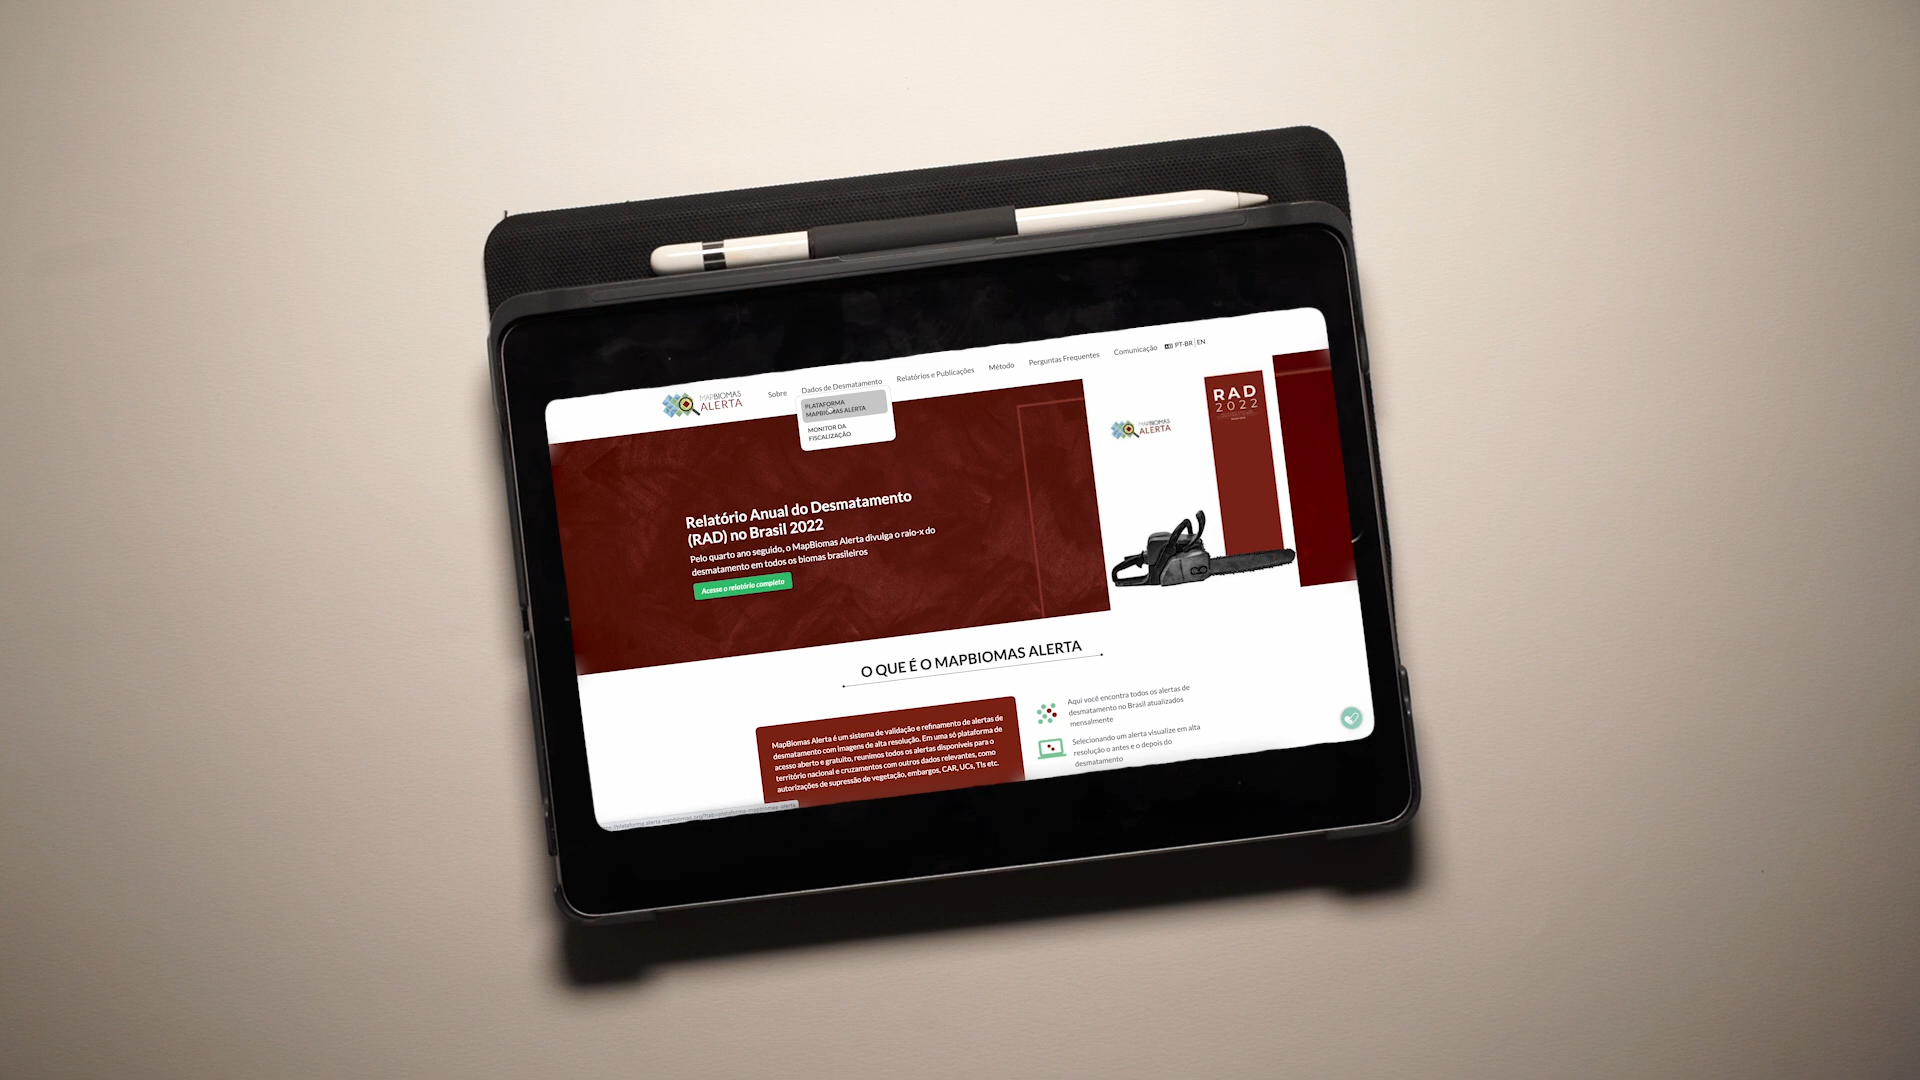 MAPBIOMAS
ALERTA
Sobre
Dados de Desmatamento
Relatórios e Publicações
Método
Perguntas Frequentes
Comunicação
PT-BR | EN
PLATAFORMA
MAPBIOMAS ALERTA
MONITOR DA
FISCALIZAÇÃO
Relatório Anual do Desmatamento
(RAD) no Brasil 2022
Pelo quarto ano seguido, o MapBiomas Alerta divulga o raio-x do
desmatamento em todos os biomas brasileiros
Acesse o relatório completo
MAPBIOMAS
ALERTA
RAD
2022
O QUE É O MAPBIOMAS ALERTA
MapBiomas Alerta é um sistema de validação e refinamento de alertas de
desmatamento com imagens de alta resolução. Em uma só plataforma de
acesso aberto e gratuito, reunimos todos os alertas disponíveis para o
território nacional e cruzamentos com outros dados relevantes, como
autorizações de supressão de vegetação, embargos, CAR, UCs, TIs etc.
Aqui você encontra todos os alertas de
desmatamento no Brasil atualizados
mensalmente
Selecionando um alerta visualize em alta
resolução o antes e o depois do
desmatamento